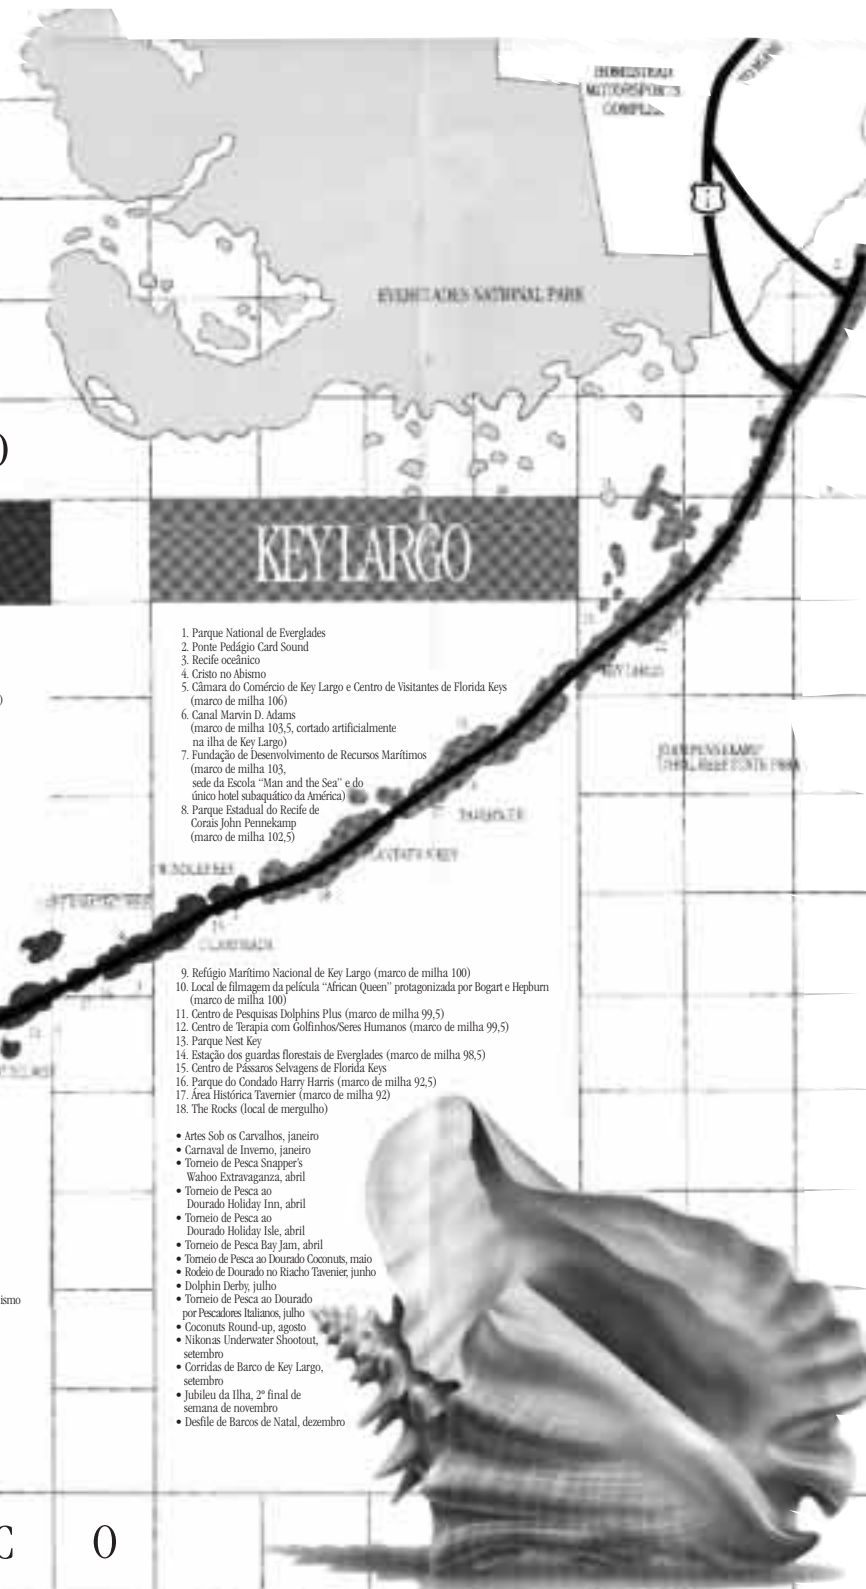 HOMESTEAD
MOTORSPORTS
EVERGLADES NATIONAL PARK
)
KEY LARGO
1. Parque National de Everglades
2. Ponte Pedágio Card Sound
3. Recife oceânico
4. Cristo no Abismo
5. Câmara do Comércio de Key Largo e Centro de Visitantes de Florida Keys
(marco de milha 106)
6. Canal Marvin D. Adams
(marco de milha 103,5, cortado artificialmente
na ilha de Key Largo)
7. Fundação de Desenvolvimento de Recursos Marítimos
(marco de milha 103,
sede da Escola “Man and the Sea” e do
único hotel subaquático da América)
8. Parque Estadual do Recife de
Corais John Pennekamp
(marco de milha 102,5)
)
KEY LARGO
TAVERNIER
9. Refúgio Marítimo Nacional de Key Largo (marco de milha 100)
10. Local de filmagem da película “African Queen” protagonizada por Bogart e Hepburn
(marco de milha 100)
11. Centro de Pesquisas Dolphins Plus (marco de milha 99,5)
12. Centro de Terapia com Golfinhos/Seres Humanos (marco de milha 99,5)
13. Parque Nest Key
14. Estação dos guardas florestais de Everglades (marco de milha 98,5)
15. Centro de Pássaros Selvagens de Florida Keys
16. Parque do Condado Harry Harris (marco de milha 92,5)
17. Área Histórica Tavernier (marco de milha 92)
18. The Rocks (local de mergulho)
• Artes Sob os Carvalhos, janeiro
• Carnaval de Inverno, janeiro
• Torneio de Pesca Snapper’s
Wahoo Extravaganza, abril
• Torneio de Pesca ao
Dourado Holiday Inn, abril
• Torneio de Pesca ao
Dourado Holiday Isle, abril
• Torneio de Pesca Bay Jam, abril
• Torneio de Pesca ao Dourado Coconuts, maio
• Rodeio de Dourado no Riacho Tavenier, junho
• Dolphin Derby, julho
• Torneio de Pesca ao Dourado
por Pescadores Italianos, julho
• Coconuts Round-up, agosto
• Nikonas Underwater Shootout,
setembro
• Corridas de Barco de Key Largo,
setembro
• Jubileu da Ilha, 2º final de
semana de novembro
• Desfile de Barcos de Natal, dezembro
ismo
C O